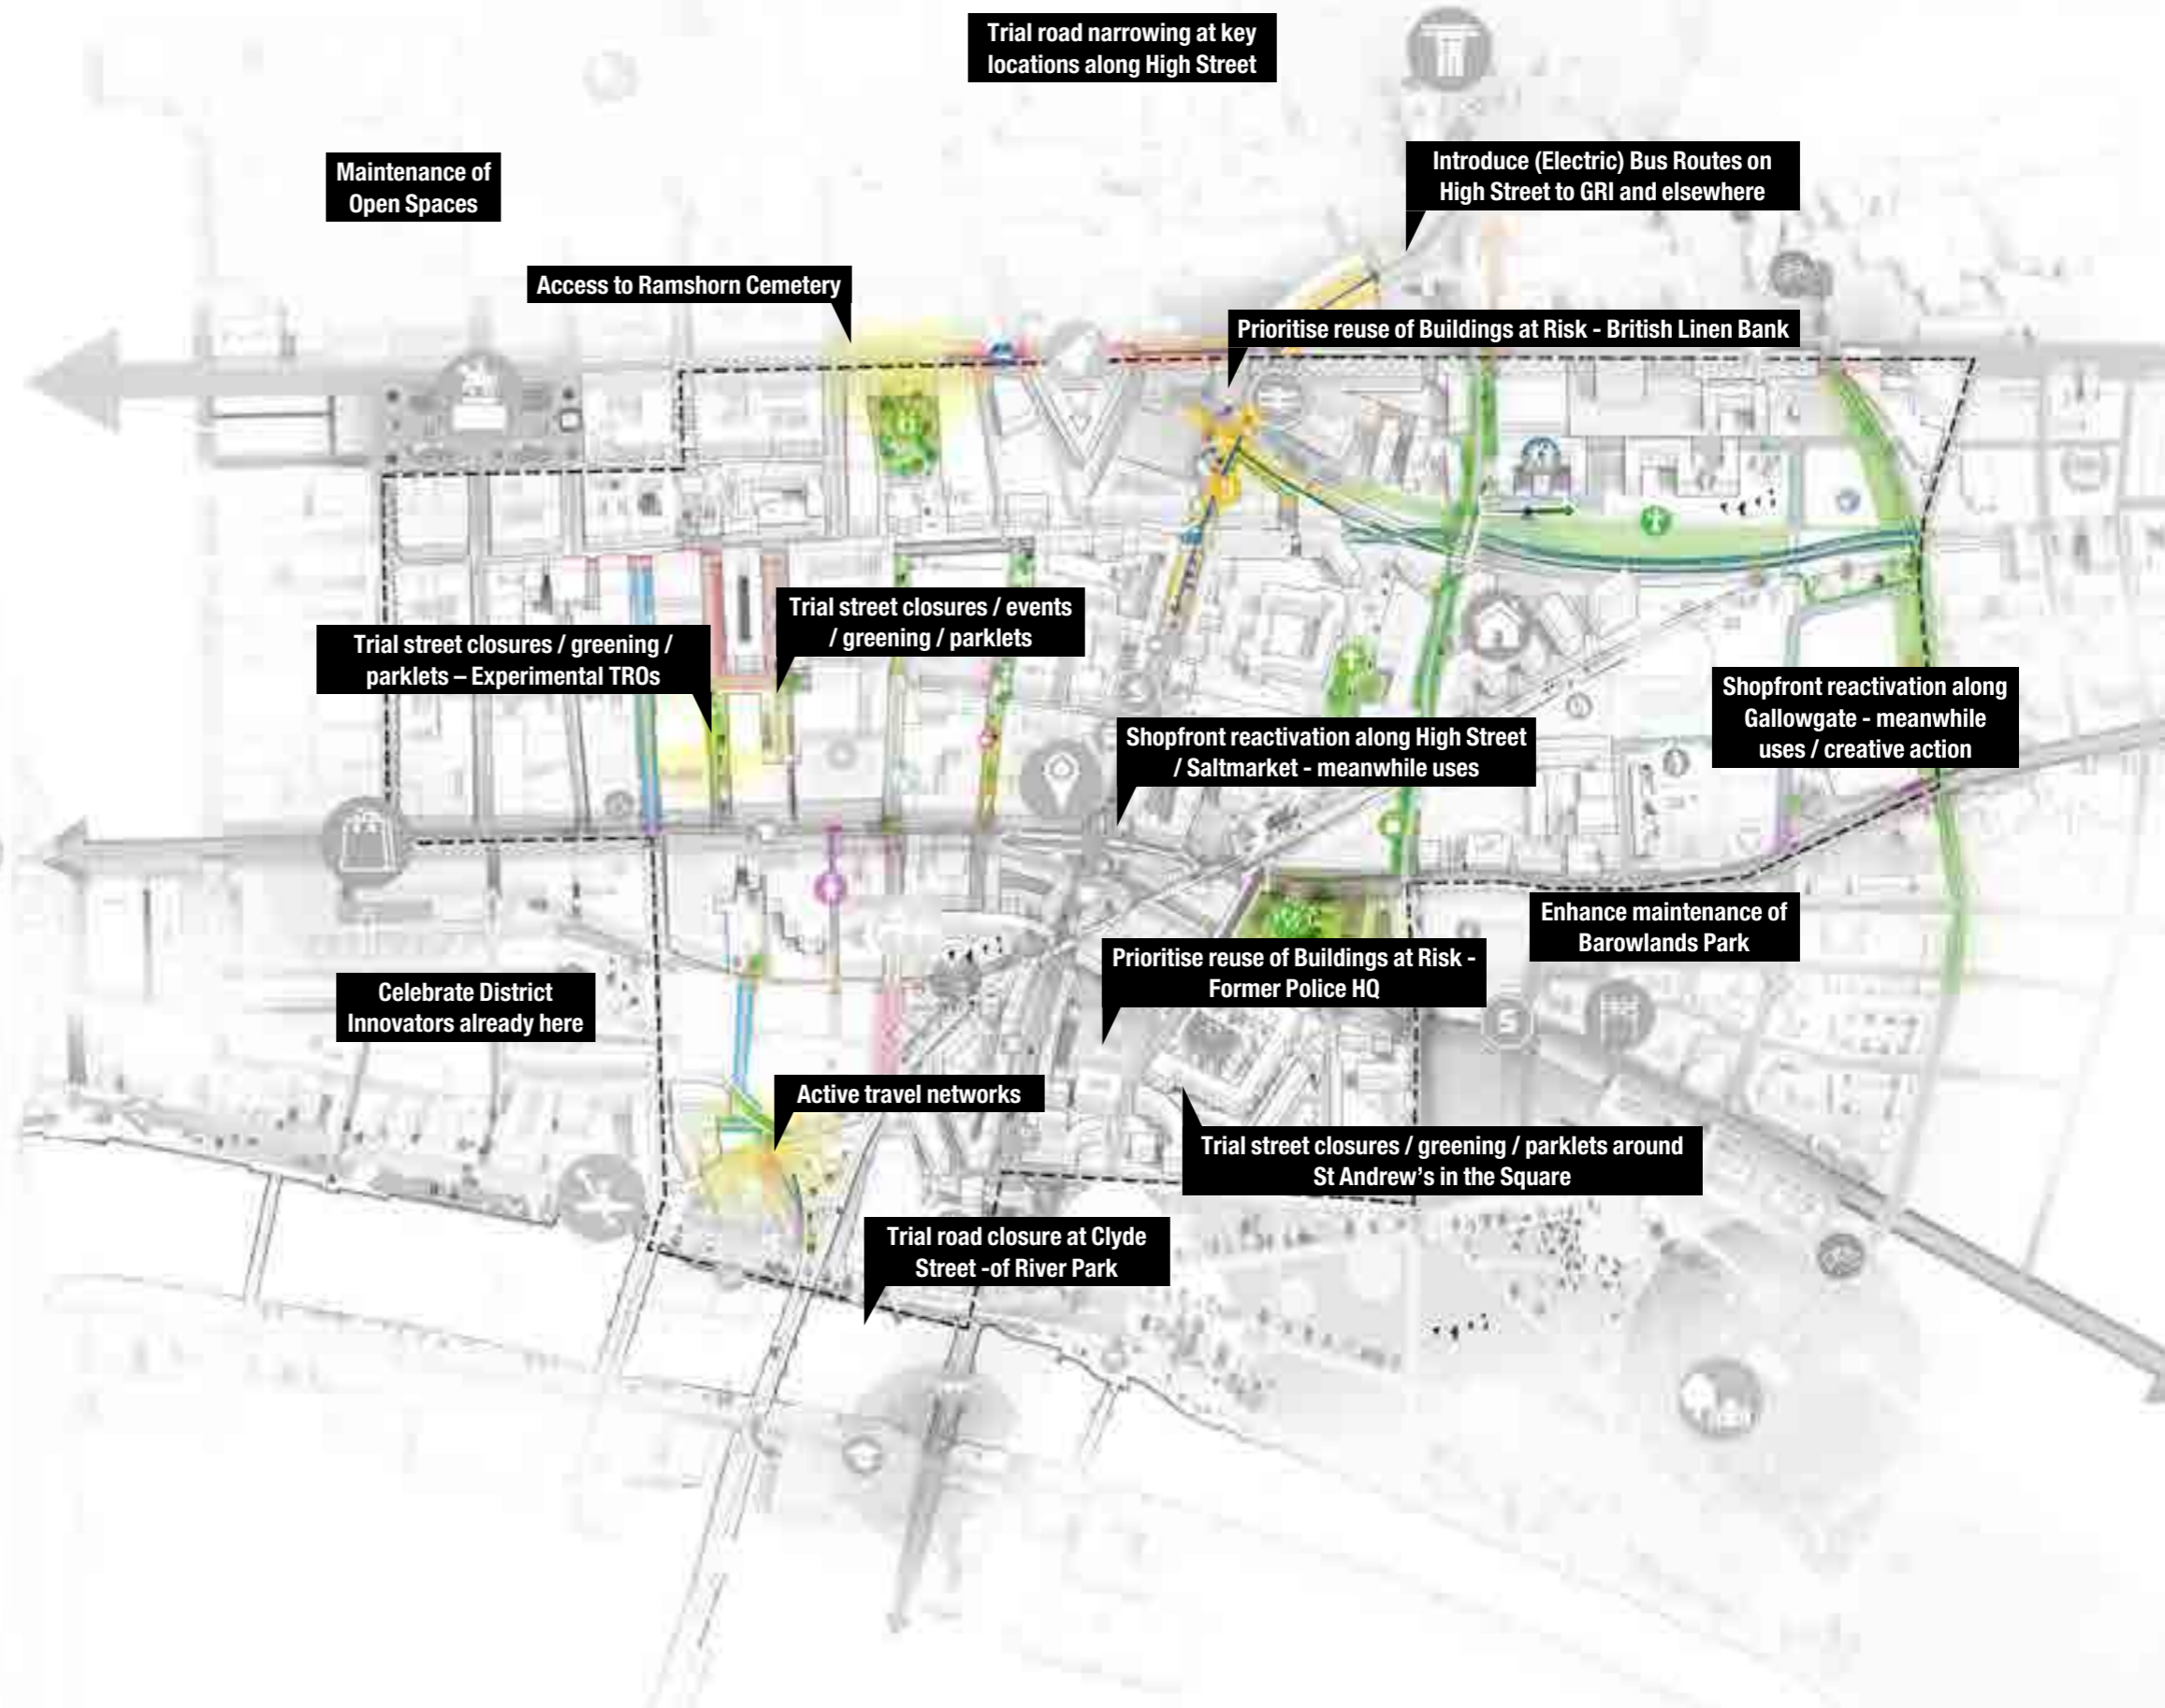 Trial road narrowing at key
locations along High Street
Maintenance of
Open Spaces
Introduce (Electric) Bus Routes on
High Street to GRI and elsewhere
Access to Ramshorn Cemetery
Prioritise reuse of Buildings at Risk - British Linen Bank
Trial street closures / events
/ greening / parklets
Trial street closures / greening /
parklets – Experimental TROs
Shopfront reactivation along
Gallowgate - meanwhile
uses / creative action
Shopfront reactivation along High Street
/ Saltmarket - meanwhile uses
Enhance maintenance of
Barowlands Park
Prioritise reuse of Buildings at Risk -
Former Police HQ
Celebrate District
Innovators already here
Active travel networks
Trial street closures / greening / parklets around
St Andrew's in the Square
Trial road closure at Clyde
Street -of River Park